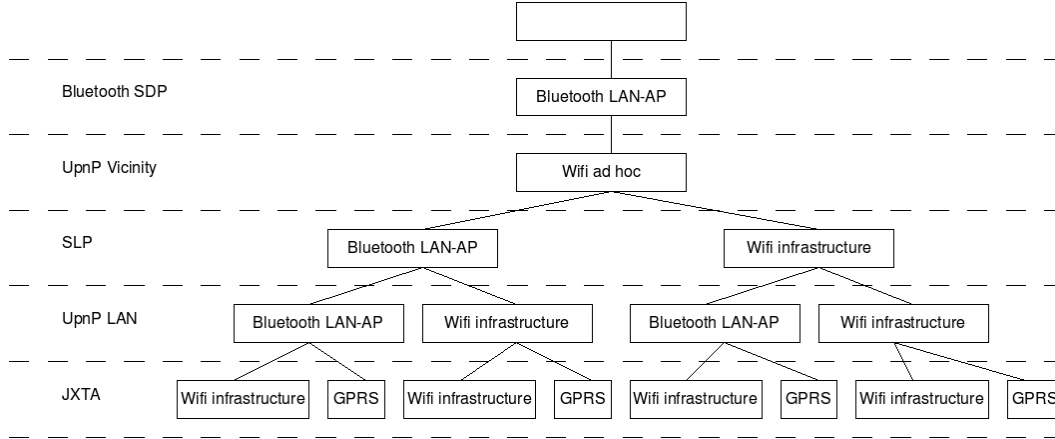 Bluetooth SDP
Bluetooth LAN-AP
UpnP Vicinity
Wifi ad hoc
SLP
Bluetooth LAN-AP
Wifi infrastructure
UpnP LAN
Bluetooth LAN-AP
Wifi infrastructure
Bluetooth LAN-AP
Wifi infrastructure
JXTA
Wifi infrastructure
GPRS
Wifi infrastructure
GPRS
Wifi infrastructure
GPRS
Wifi infrastructure
GPRS